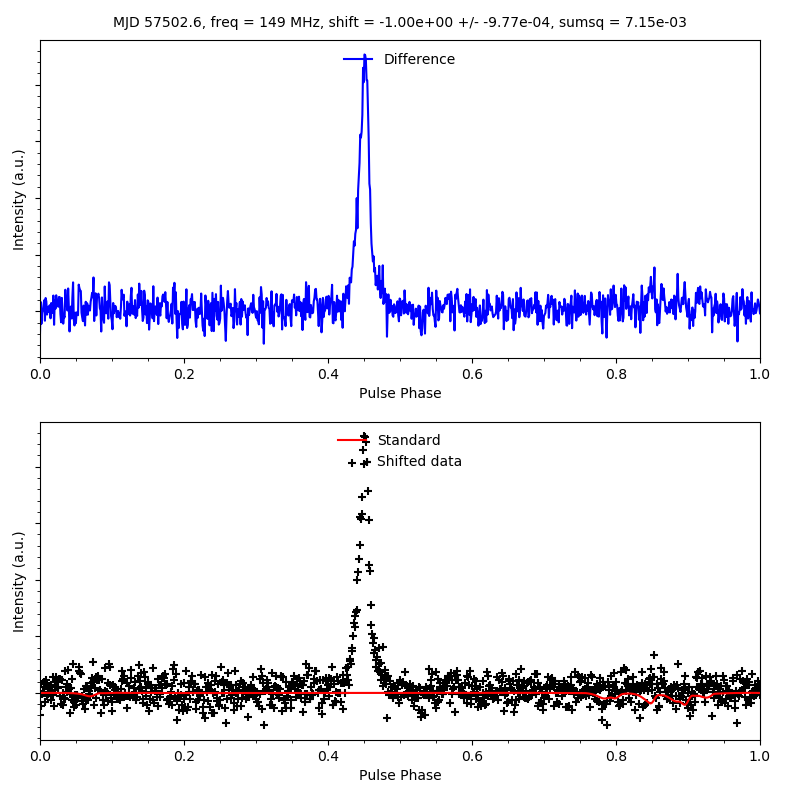 MJD 57502.6, freq = 149 MHz, shift = -1.00e+00 +/- -9.77e-04, sumsq = 7.15e-03
Difference
Intensity (a.u.)
0.0 0.2 0.4 0.6 0.8 1.0
Pulse Phase
Standard
Shifted data
Intensity (a.u.)
0.0 0.2 0.4 0.6 0.8 1.0
Pulse Phase